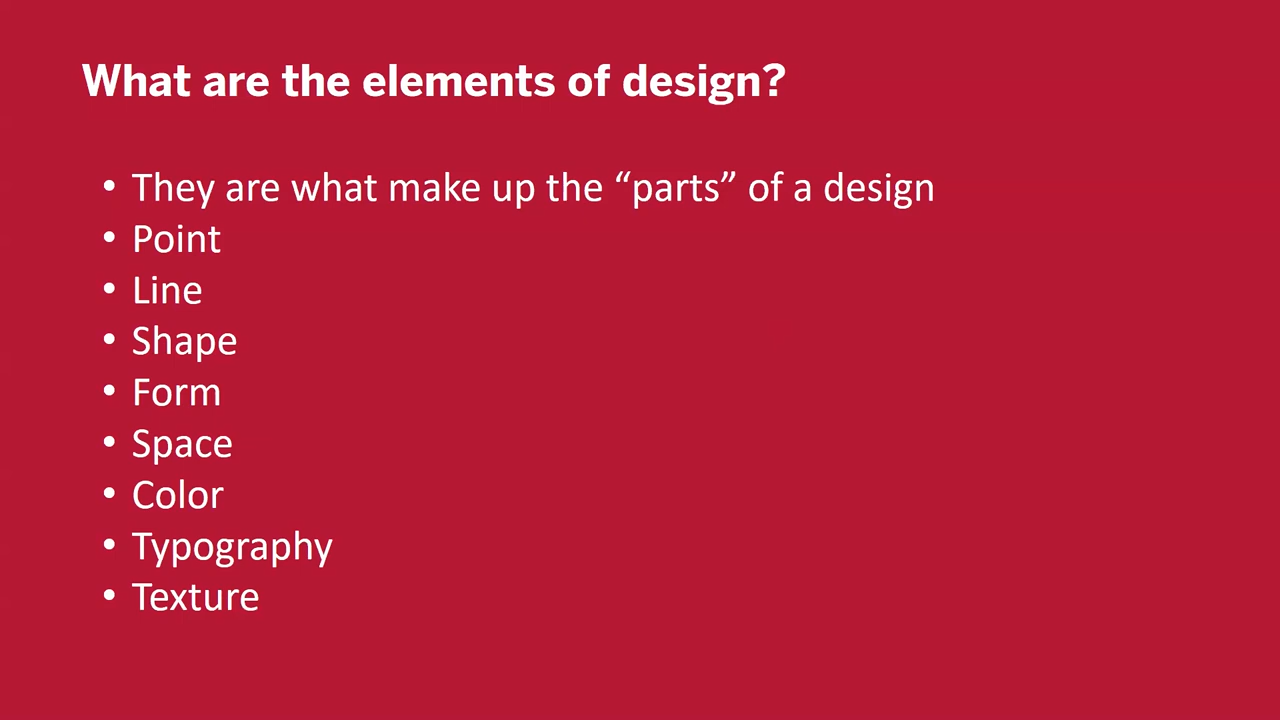 What are the elements of design?
• They are what make up the “parts” of a design
• Point
• Line
• Shape
• Form
• Space
• Color
• Typography
• Texture